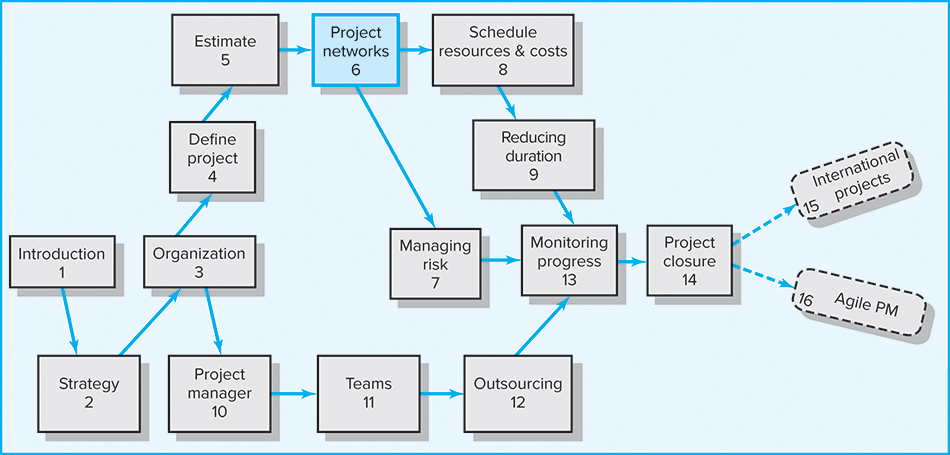 Estimate
5
Project
networks
6
Schedule
resources & costs
8
Define
project
4
Reducing
duration
9
International
projects
15
Introduction
1
Organization
3
Managing
risk
7
Monitoring
progress
13
Project
closure
14
16 Agile PM
Strategy
2
Project
manager
10
Teams
11
Outsourcing
12